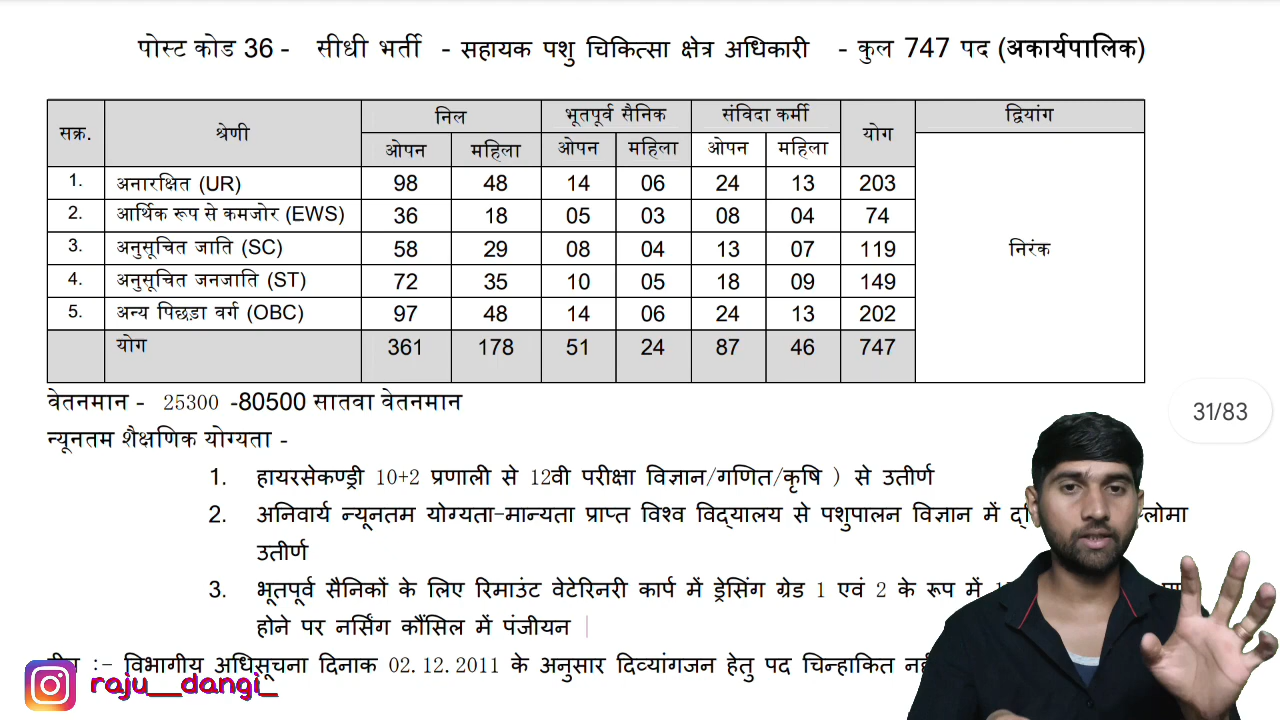 पोस्ट कोड 36 - सीधी भर्ती - सहायक पशु चिकित्सा क्षेत्र अधिकारी - कुल 747 पद (अकार्यपालिक)
सक्र. श्रेणी निल भूतपूर्व सैनिक संविदा कर्मी योग द्वियांग
ओपन महिला ओपन महिला ओपन महिला
1. अनारक्षित (UR) 98 48 14 06 24 13 203
2. आर्थिक रूप से कमजोर (EWS) 36 18 05 03 08 04 74
3. अनुसूचित जाति (SC) 58 29 08 04 13 07 119 निरंक
4. अनुसूचित जनजाति (ST) 72 35 10 05 18 09 149
5. अन्य पिछड़ा वर्ग (OBC) 97 48 14 06 24 13 202
योग 361 178 51 24 87 46 747
वेतनमान - 25300 -80500 सातवा वेतनमान
31/83
न्यूनतम शैक्षणिक योग्यता -
1. हायरसेकण्ड्री 10+2 प्रणाली से 12वी परीक्षा विज्ञान/गणित/कृषि ) से उतीर्ण
2. अनिवार्य न्यूनतम योग्यता-मान्यता प्राप्त विश्व विद्यालय से पशुपालन विज्ञान में
उतीर्ण
3. भूतपूर्व सैनिकों के लिए रिमाउंट वेटेरिनरी कार्प में ड्रेसिंग ग्रेड 1 एवं 2 के रूप में
होने पर नर्सिंग कौंसिल में पंजीयन
:- विभागीय अधिसूचना दिनाक 02.12.2011 के अनुसार दिव्यांगजन हेतु पद चिन्हाकित
raju__dangi_